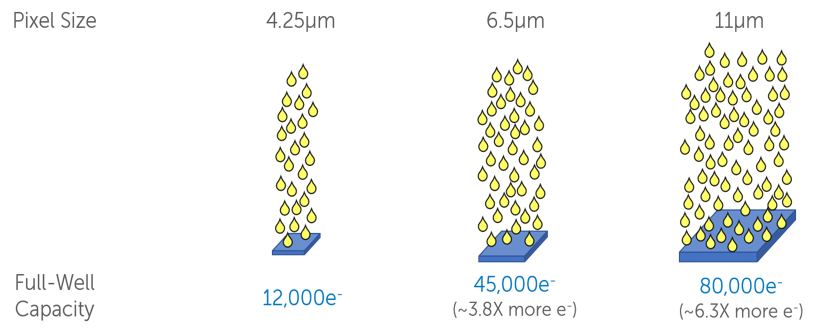 Pixel Size 4.25µm 6.5µm 11µm
Full-Well Capacity 12,000e⁻ 45,000e⁻ 80,000e⁻
(~3.8X more e⁻) (~6.3X more e⁻)